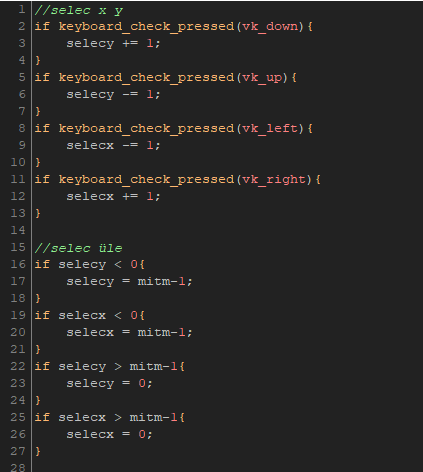 1 //selec x y
2 if keyboard_check_pressed(vk_down){
3 selecy += 1;
4 }
5 if keyboard_check_pressed(vk_up){
6 selecy -= 1;
7 }
8 if keyboard_check_pressed(vk_left){
9 selecx -= 1;
10 }
11 if keyboard_check_pressed(vk_right){
12 selecx += 1;
13 }
14
15 //selec üle
16 if selecy < 0{
17 selecy = mitm-1;
18 }
19 if selecx < 0{
20 selecx = mitm-1;
21 }
22 if selecy > mitm-1{
23 selecy = 0;
24 }
25 if selecx > mitm-1{
26 selecx = 0;
27 }
28